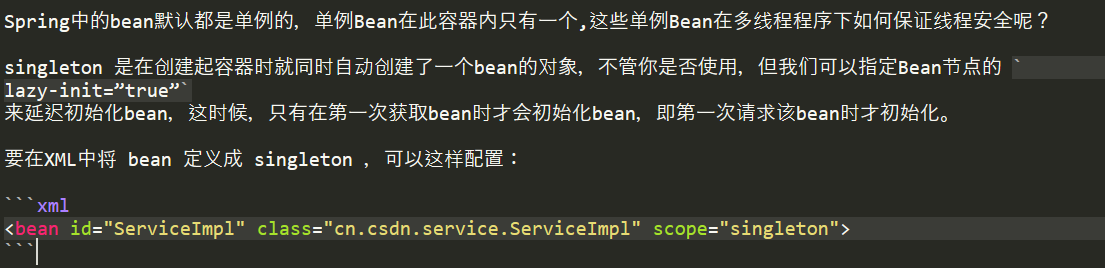 Spring中的bean默认都是单例的，单例Bean在此容器内只有一个,这些单例Bean在多线程程序下如何保证线程安全呢？
singleton 是在创建起容器时就同时自动创建了一个bean的对象，不管你是否使用，但我们可以指定Bean节点的 `
lazy-init=”true”`
来延迟初始化bean，这时候，只有在第一次获取bean时才会初始化bean，即第一次请求该bean时才初始化。
要在XML中将 bean 定义成 singleton ，可以这样配置：
```xml
<bean id="ServiceImpl" class="cn.csdn.service.ServiceImpl" scope="singleton">
```